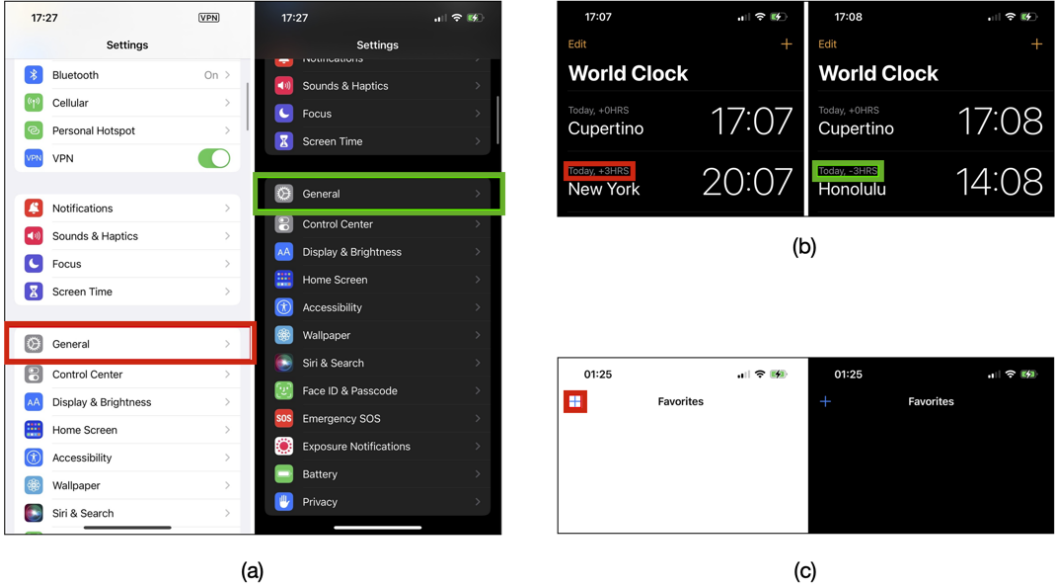 17:27
VPN
Settings
Bluetooth
On
Cellular
Personal Hotspot
VPN
VPN
Notifications
Sounds & Haptics
Focus
Screen Time
General
Control Center
AA
Display & Brightness
Home Screen
Accessibility
Wallpaper
Siri & Search
17:27
Settings
Notifications
Sounds & Haptics
Focus
Screen Time
General
Control Center
AA
Display & Brightness
Home Screen
Accessibility
Wallpaper
Siri & Search
Face ID & Passcode
SOS
Emergency SOS
Exposure Notifications
Battery
Privacy
(a)
17:07
Edit
+
World Clock
Today, +0HRS
Cupertino
17:07
Today, +3HRS
New York
20:07
17:08
Edit
+
World Clock
Today, +0HRS
Cupertino
17:08
Today, -3HRS
Honolulu
14:08
(b)
01:25
+
Favorites
01:25
+
Favorites
(c)